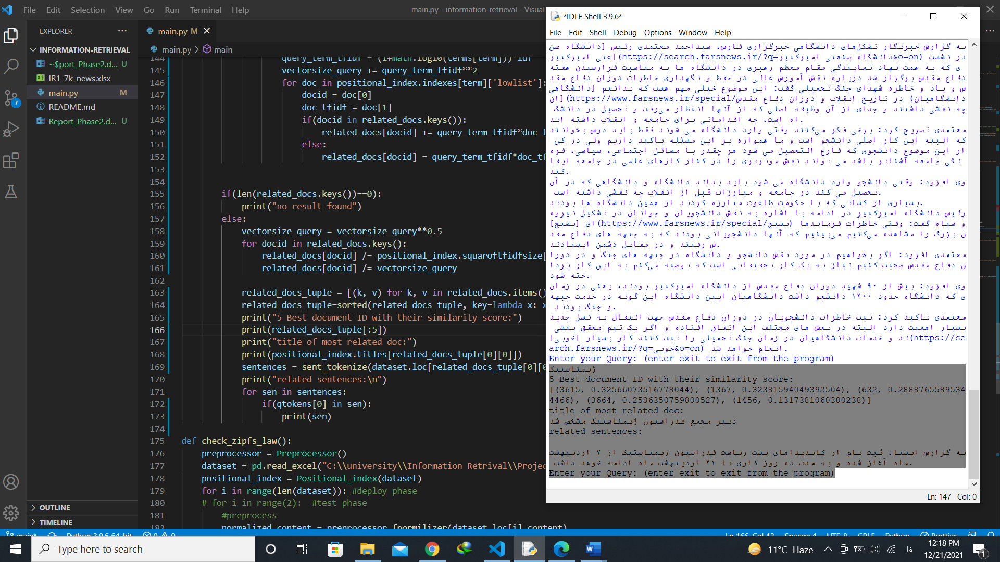 File Edit Selection View Go Run Terminal Help
main.py - information-retrieval - Visual
EXPLORER
INFORMATION-RETRIEVAL
~$port_Phase2.d... U
IR1_7k_news.xlsx
main.py M
README.md
Report_Phase2.d... U
OUTLINE
TIMELINE
7
main.py M
main.py > main
144 query_term_tfidf = (1+math.log10(terms[term]))*idf
145 vectorsize_query += query_term_tfidf**2
146 for doc in positional_index.indexes[term]['lowlist']:
147 docid = doc[0]
148 doc_tfidf = doc[1]
149 if(docid in related_docs.keys()):
150 related_docs[docid] += query_term_tfidf*doc_t
151 else:
152 related_docs[docid] = query_term_tfidf*doc_tf
153
154
155 if(len(related_docs.keys())==0):
156 print("no result found")
157 else:
158 vectorsize_query = vectorsize_query**0.5
159 for docid in related_docs.keys():
160 related_docs[docid] /= positional_index.squaroftfidfsize[
161 related_docs[docid] /= vectorsize_query
162
163 related_docs_tuple = [(k, v) for k, v in related_docs.items()
164 related_docs_tuple=sorted(related_docs_tuple, key=lambda x: x
165 print("5 Best document ID with their similarity score:")
166 print(related_docs_tuple[:5])
167 print("title of most related doc:")
168 print(positional_index.titles[related_docs_tuple[0][0]])
169 sentences = sent_tokenize(dataset.loc[related_docs_tuple[0][0
170 print("related sentences:\n")
171 for sen in sentences:
172 if(qtokens[0] in sen):
173 print(sen)
174
175 def check_zipfs_law():
176 preprocessor = Preprocessor()
177 dataset = pd.read_excel("C:\\university\\Information Retrival\\Projec
178 positional_index = Positional_index(dataset)
179 for i in range(len(dataset)): #deploy phase
180 # for i in range(2): #test phase
181 #preprocess
182 normalized_content = preprocessor.fnormilizer(dataset.loc[i].content)
*IDLE Shell 3.9.6*
File Edit Shell Debug Options Window Help
به گزارش خبرنگار تشکل‌های دانشگاهی خبرگزاری فارس، سیداحمد معتمدی رئیس [دانشگاه صن
عتی امیرکبیر](https://search.farsnews.ir/?q=دانشگاه صنعتی امیرکبیر&o=on) در نشست
ی که به همت نهاد نمایندگی مقام معظم رهبری در دانشگاه ها به مناسبت فرارسیدن هفته
دفاع مقدس برگزار شد درباره نقش آموزش عالی در حفظ و نگهداری خاطرات دوران دفاع مقد
س و یاد و خاطره شهدای جنگ تحمیلی گفت: این موضوع خیلی مهم هست که بدانیم [دانشگاهی
ان](https://www.farsnews.ir/special/دانشگاهیان) در تاریخ انقلاب و دوران دفاع مقدس
چه نقشی داشتند و جدای از آن وظیفه اصلی که از آنها انتظار می‌رفت و تحصیل در دانشگ
اه است، چه اقداماتی برای جامعه و انقلاب داشته اند.
معتمدی تصریح کرد: برخی فکر می‌کنند وقتی وارد دانشگاه می شوند فقط باید درس بخوانند
که البته این کار اصلی دانشجو است و ما همواره بر این مسئله تاکید داریم ولی در کن
ار این موضوع دانشجوی که فارغ التحصیل می شود هر چقدر با مسائل اجتماعی، سیاسی، فره
نگی جامعه آشناتر باشد می تواند نقش موثرتری را در کنار کارهای علمی در جامعه ایفا
کند.
وی افزود: وقتی دانشجو وارد دانشگاه می شود باید بداند دانشگاه و دانشگاهی که در آن
تحصیل می کند در جامعه و مبارزات قبل از انقلاب چه نقشی داشته است.
بسیاری از کسانی که با حکومت طاغوت مبارزه کردند از همین دانشگاه ها بودند.
رئیس دانشگاه امیرکبیر در ادامه با اشاره به نقش دانشجویان و جوانان در تشکیل نیروه
ای [بسیج](https://www.farsnews.ir/special/بسیج) و سپاه گفت: وقتی خاطرات فرماندها
ن بزرگ را مشاهده می‌کنیم می‌بینیم که آنها دانشجویانی بودند که به جبهه های دفاع مقد
س رفتند و در مقابل دشمن ایستادند.
معتمدی افزود: اگر بخواهیم در مورد نقش دانشجو و دانشگاه در جبهه های جنگ و در دورا
ن دفاع مقدس صحبت کنیم نیاز به یک کار تحقیقاتی است که توصیه می‌کنم به این کار پردا
خته شود.
وی افزود: بیش از ۹۰ شهید دوران دفاع مقدس از دانشگاه امیرکبیر بودند، یعنی در زمان
ی که دانشگاه حدود ۱۲۰۰ دانشجو داشت دانشگاهیان ایین دانشگاه این گونه در خدمت جبهه
و جنگ بودند.
معتمدی تاکید کرد: ثبت خاطرات دانشجویان در دوران دفاع مقدس جهت انتقال به نسل جدید
بسیار اهمیت دارد البته در بخش های مختلف این اتفاق افتاده و اگر یک تیم محقق بنشی
ند و خدمات دانشگاهیان در زمان جنگ تحمیلی را ثبت کنند کار بسیار [خوبی](https://se
arch.farsnews.ir/?q=خوبی&o=on) انجام خواهد شد.
Enter your Query: (enter exit to exit from the program)
ژیمناستیک
5 Best document ID with their similarity score:
[(3615, 0.32566073516778044), (1367, 0.32381594049392504), (632, 0.2888765589534
4466), (3664, 0.2586350759800527), (1456, 0.1317381060300238)]
title of most related doc:
دبیر مجمع فدراسیون ژیمناستیک مشخص شد
related sentences:
به گزارش ایسنا، ثبت نام از کاندیداهای پست ریاست فدراسیون ژیمناستیک از ۷ اردیبهشت
ماه آغاز شده و به مدت ده روز کاری تا ۲۱ اردیبهشت ماه ادامه خوهد داشت.
Enter your Query: (enter exit to exit from the program)
Ln: 147 Col: 0
main* Python 3.9.6 64-bit 0 0 Ln 166, Col 42 Spaces: 4 UTF-8 CRLF Python Prettier
Type here to search
11°C Haze
فا
12:18 PM
12/21/2021
1